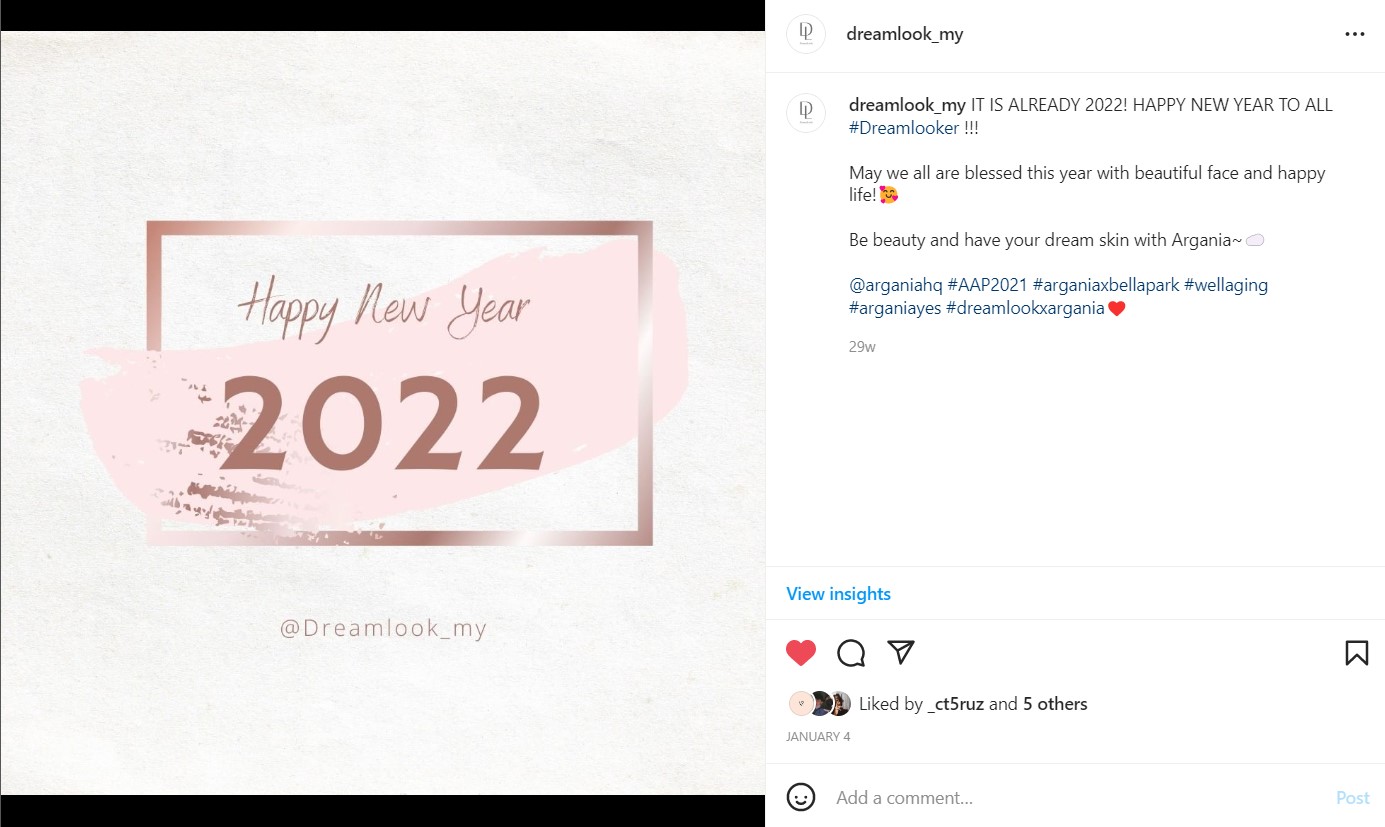 Happy New Year
2022
@Dreamlook_my
DL
dreamlook_my
DL
dreamlook_my IT IS ALREADY 2022! HAPPY NEW YEAR TO ALL
#Dreamlooker !!!
May we all are blessed this year with beautiful face and happy
life!🥰
Be beauty and have your dream skin with Argania~🧼
@arganiahq #AAP2021 #arganiaxbellapark #wellaging
#arganiayes #dreamlookxargania❤️
29w
View insights
Liked by _ct5ruz and 5 others
JANUARY 4
Add a comment...
Post